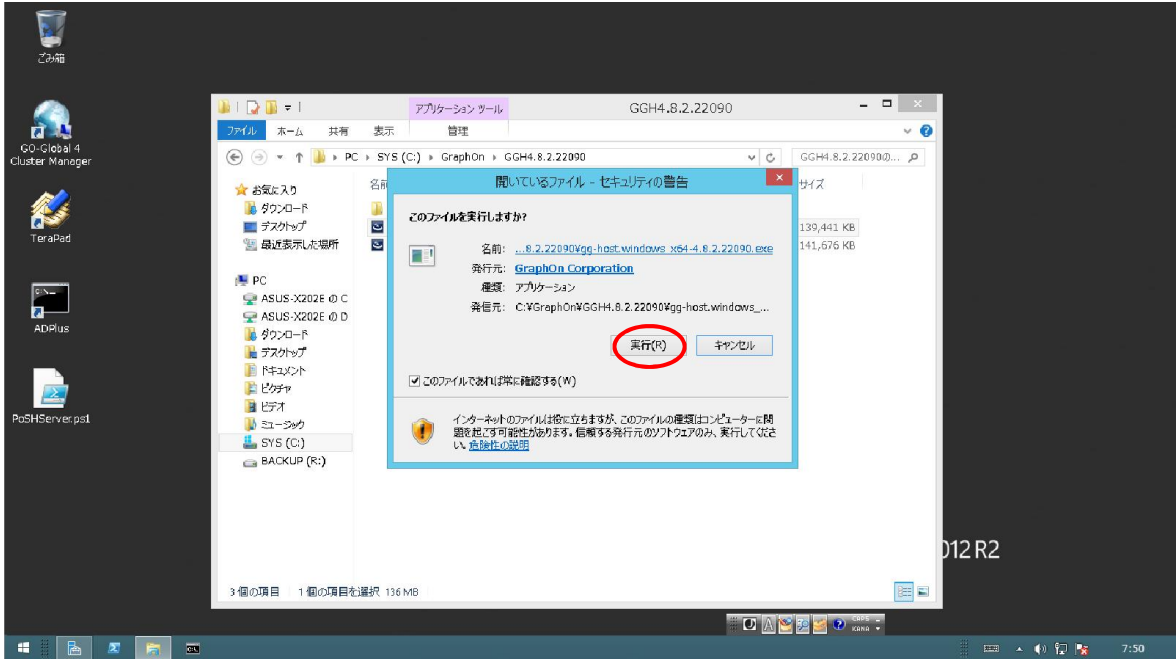 ごみ箱
GO-Global 4
Cluster Manager
TeraPad
ADPlus
PoSHServer.ps1
アプリケーション ツール
GGH4.8.2.22090
ファイル ホーム 共有 表示 管理
PC SYS (C:) GraphOn GGH4.8.2.22090
GGH4.8.2.22090の...
お気に入り
ダウンロード
デスクトップ
最近表示した場所
PC
ASUS-X202E の C
ASUS-X202E の D
ダウンロード
デスクトップ
ドキュメント
ピクチャ
ビデオ
ミュージック
SYS (C:)
BACKUP (R:)
サイズ
139,441 KB
141,676 KB
開いているファイル - セキュリティの警告
このファイルを実行しますか?
名前: ...8.2.22090¥gg-host.windows_x64-4.8.2.22090.exe
発行元: GraphOn Corporation
種類: アプリケーション
発信元: C:¥GraphOn¥GGH4.8.2.22090¥gg-host.windows_...
実行(R) キャンセル
このファイルであれば常に確認する(W)
インターネットのファイルは役に立ちますが、このファイルの種類はコンピューターに問
題を起こす可能性があります。信頼する発行元のソフトウェアのみ、実行してくださ
い。危険性の説明
3 個の項目 1 個の項目を選択 136 MB
012 R2
CAPS
KANA
7:50